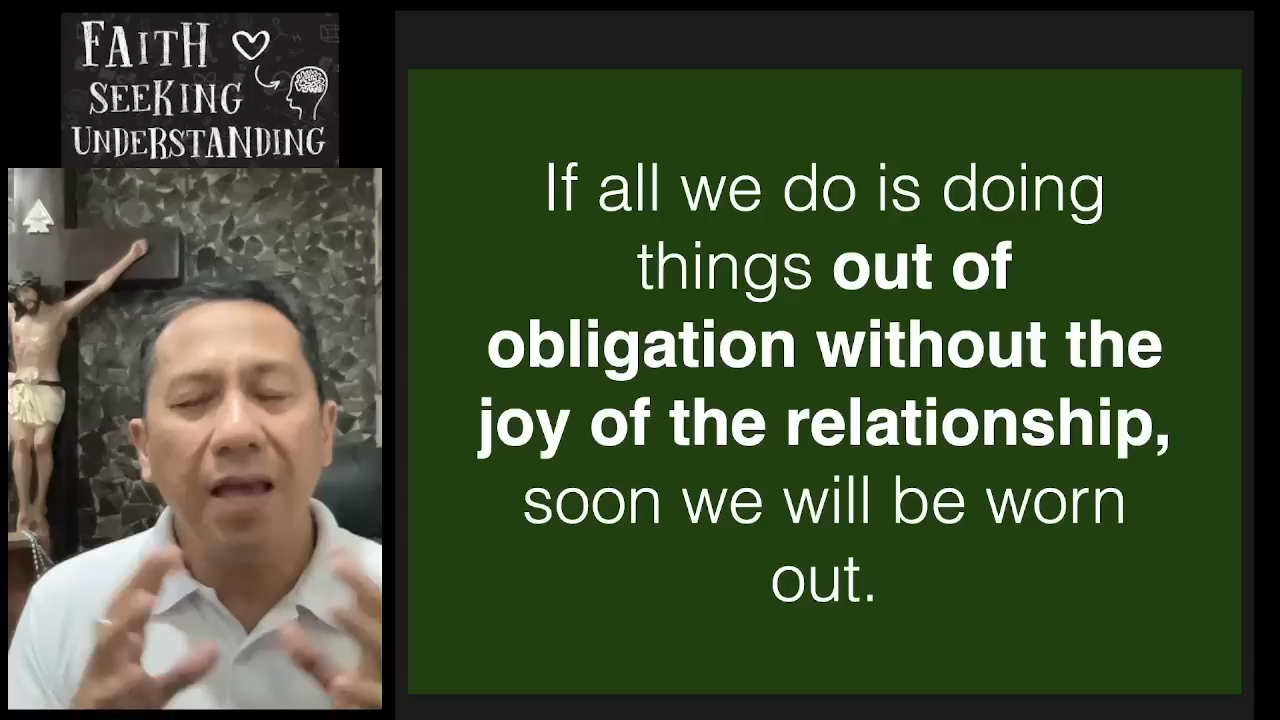 FAITH
SEEKING
UNDERSTANDING
If all we do is doing
things out of
obligation without the
joy of the relationship,
soon we will be worn
out.